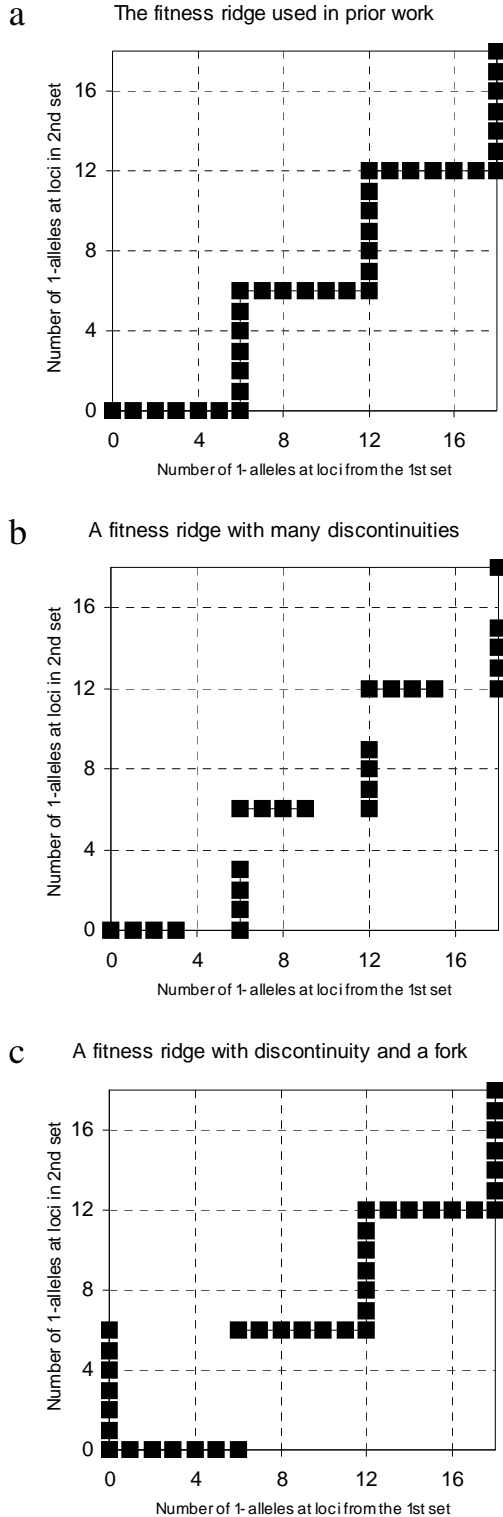 a The fitness ridge used in prior work
Number of 1-alleles at loci in 2nd set
16
12
8
4
0
0 4 8 12 16
Number of 1- alleles at loci from the 1st set
b A fitness ridge with many discontinuities
Number of 1-alleles at loci in 2nd set
16
12
8
4
0
0 4 8 12 16
Number of 1- alleles at loci from the 1st set
c A fitness ridge with discontinuity and a fork
Number of 1-alleles at loci in 2nd set
16
12
8
4
0
0 4 8 12 16
Number of 1- alleles at loci from the 1st set